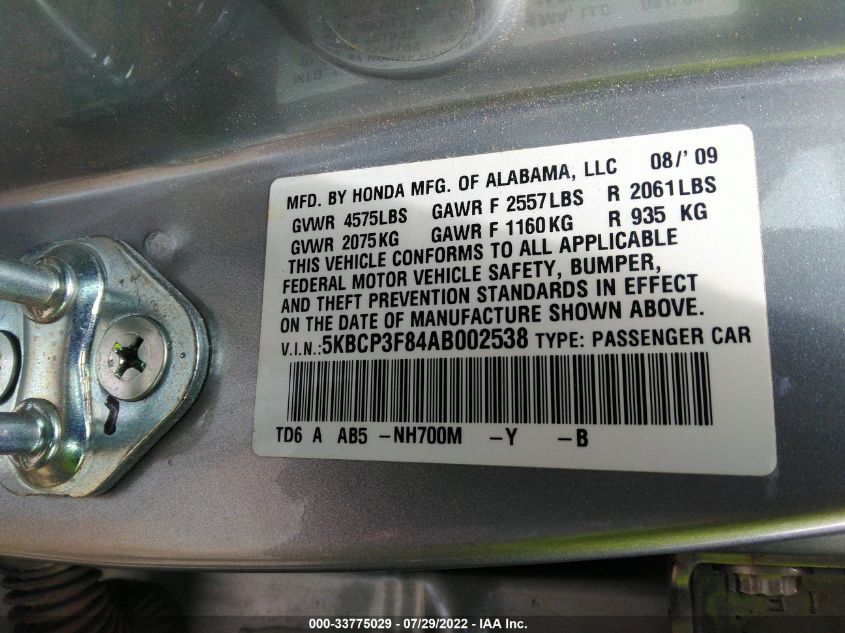 MFD. BY HONDA MFG. OF ALABAMA, LLC 08/'09
GVWR 4575LBS GAWR F 2557LBS R 2061LBS
GVWR 2075KG GAWR F 1160KG R 935 KG
THIS VEHICLE CONFORMS TO ALL APPLICABLE
FEDERAL MOTOR VEHICLE SAFETY, BUMPER,
AND THEFT PREVENTION STANDARDS IN EFFECT
ON THE DATE OF MANUFACTURE SHOWN ABOVE.
V.I.N.:5KBCP3F84AB002538 TYPE: PASSENGER CAR
TD6 A AB5 -NH700M -Y -B
000-33775029 - 07/29/2022 - IAA Inc.